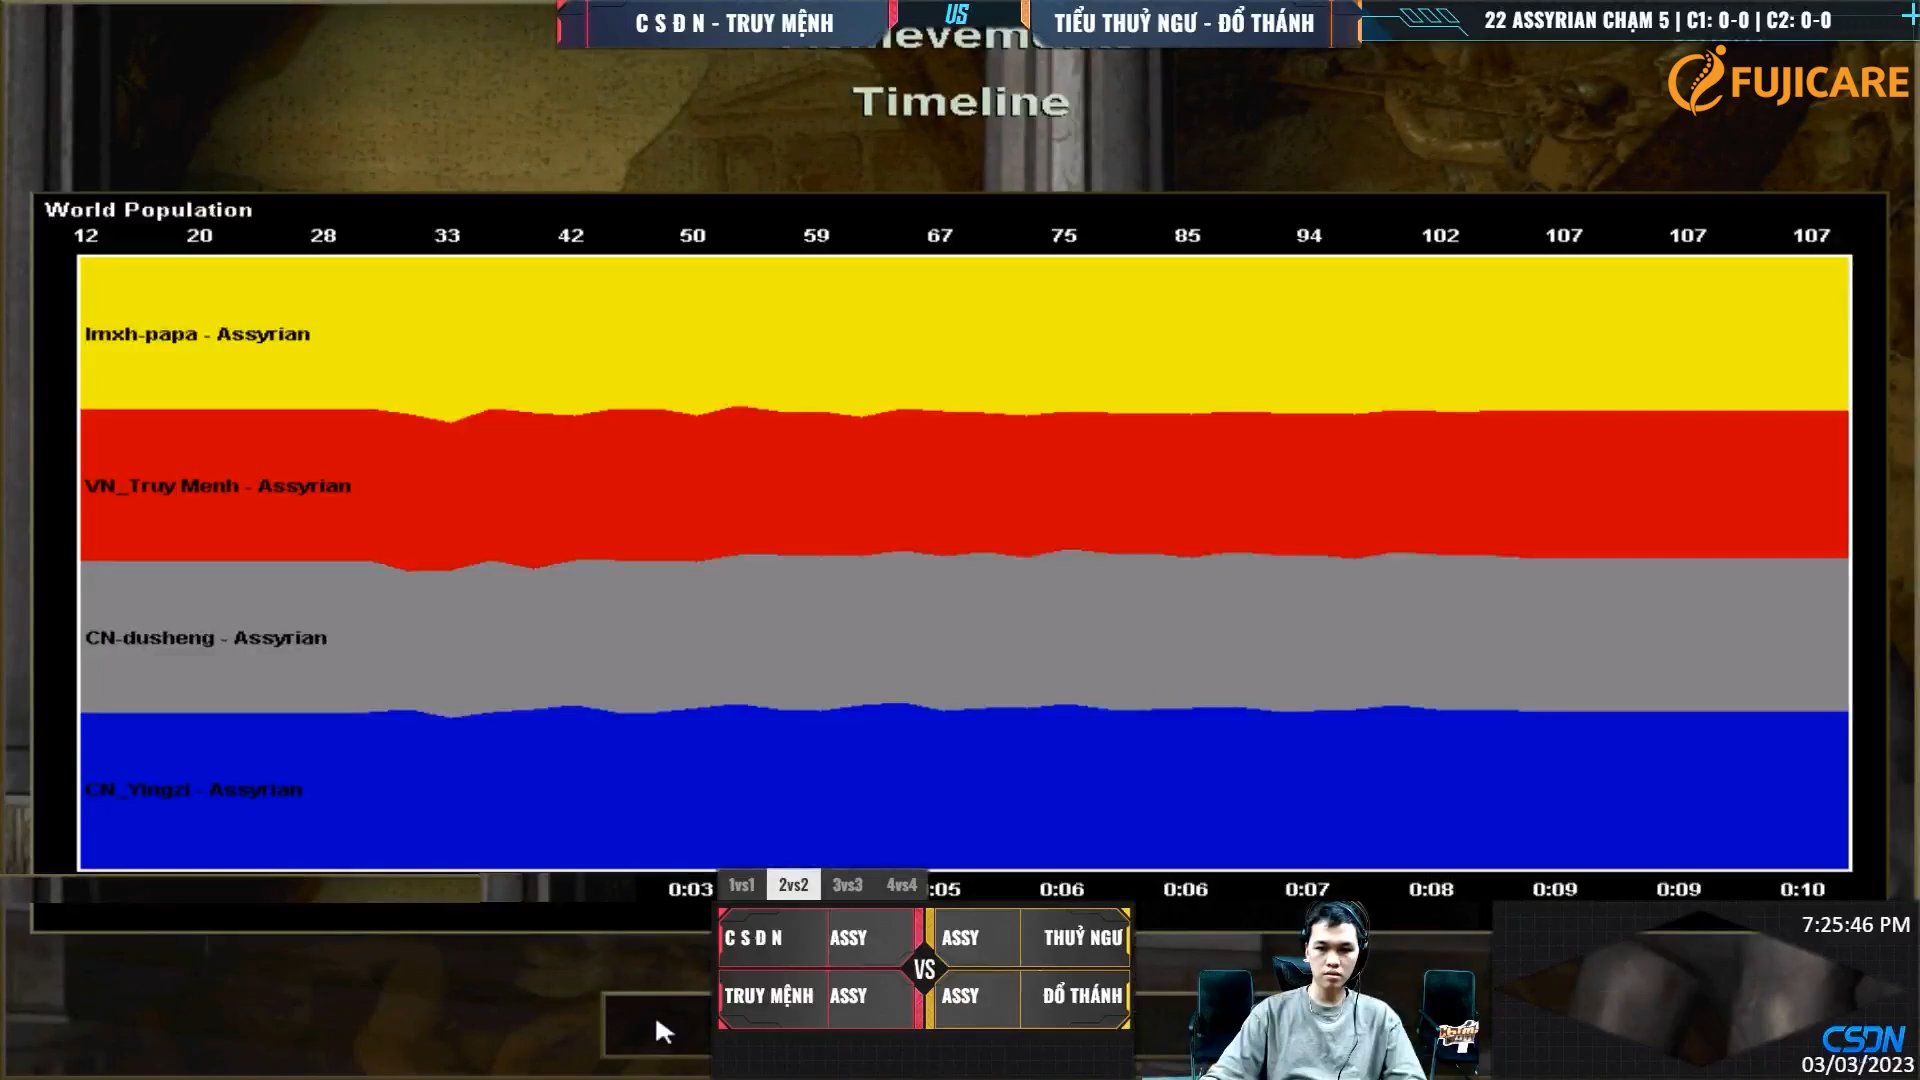 C S Đ N - TRUY MỆNH
VS
TIỂU THUỶ NGƯ - ĐỔ THÁNH
22 ASSYRIAN CHẠM 5 | C1: 0-0 | C2: 0-0
FUJICARE
Timeline
World Population
12 20 28 33 42 50 59 67 75 85 94 102 107 107 107
lmxh-papa - Assyrian
VN_Truy Menh - Assyrian
CN-dusheng - Assyrian
CN_Yingzi - Assyrian
0:03 :05 0:06 0:06 0:07 0:08 0:09 0:09 0:10
1vs1 2vs2 3vs3 4vs4
C S Đ N ASSY ASSY THUỶ NGƯ
VS
TRUY MỆNH ASSY ASSY ĐỔ THÁNH
7:25:46 PM
CSDN
03/03/2023